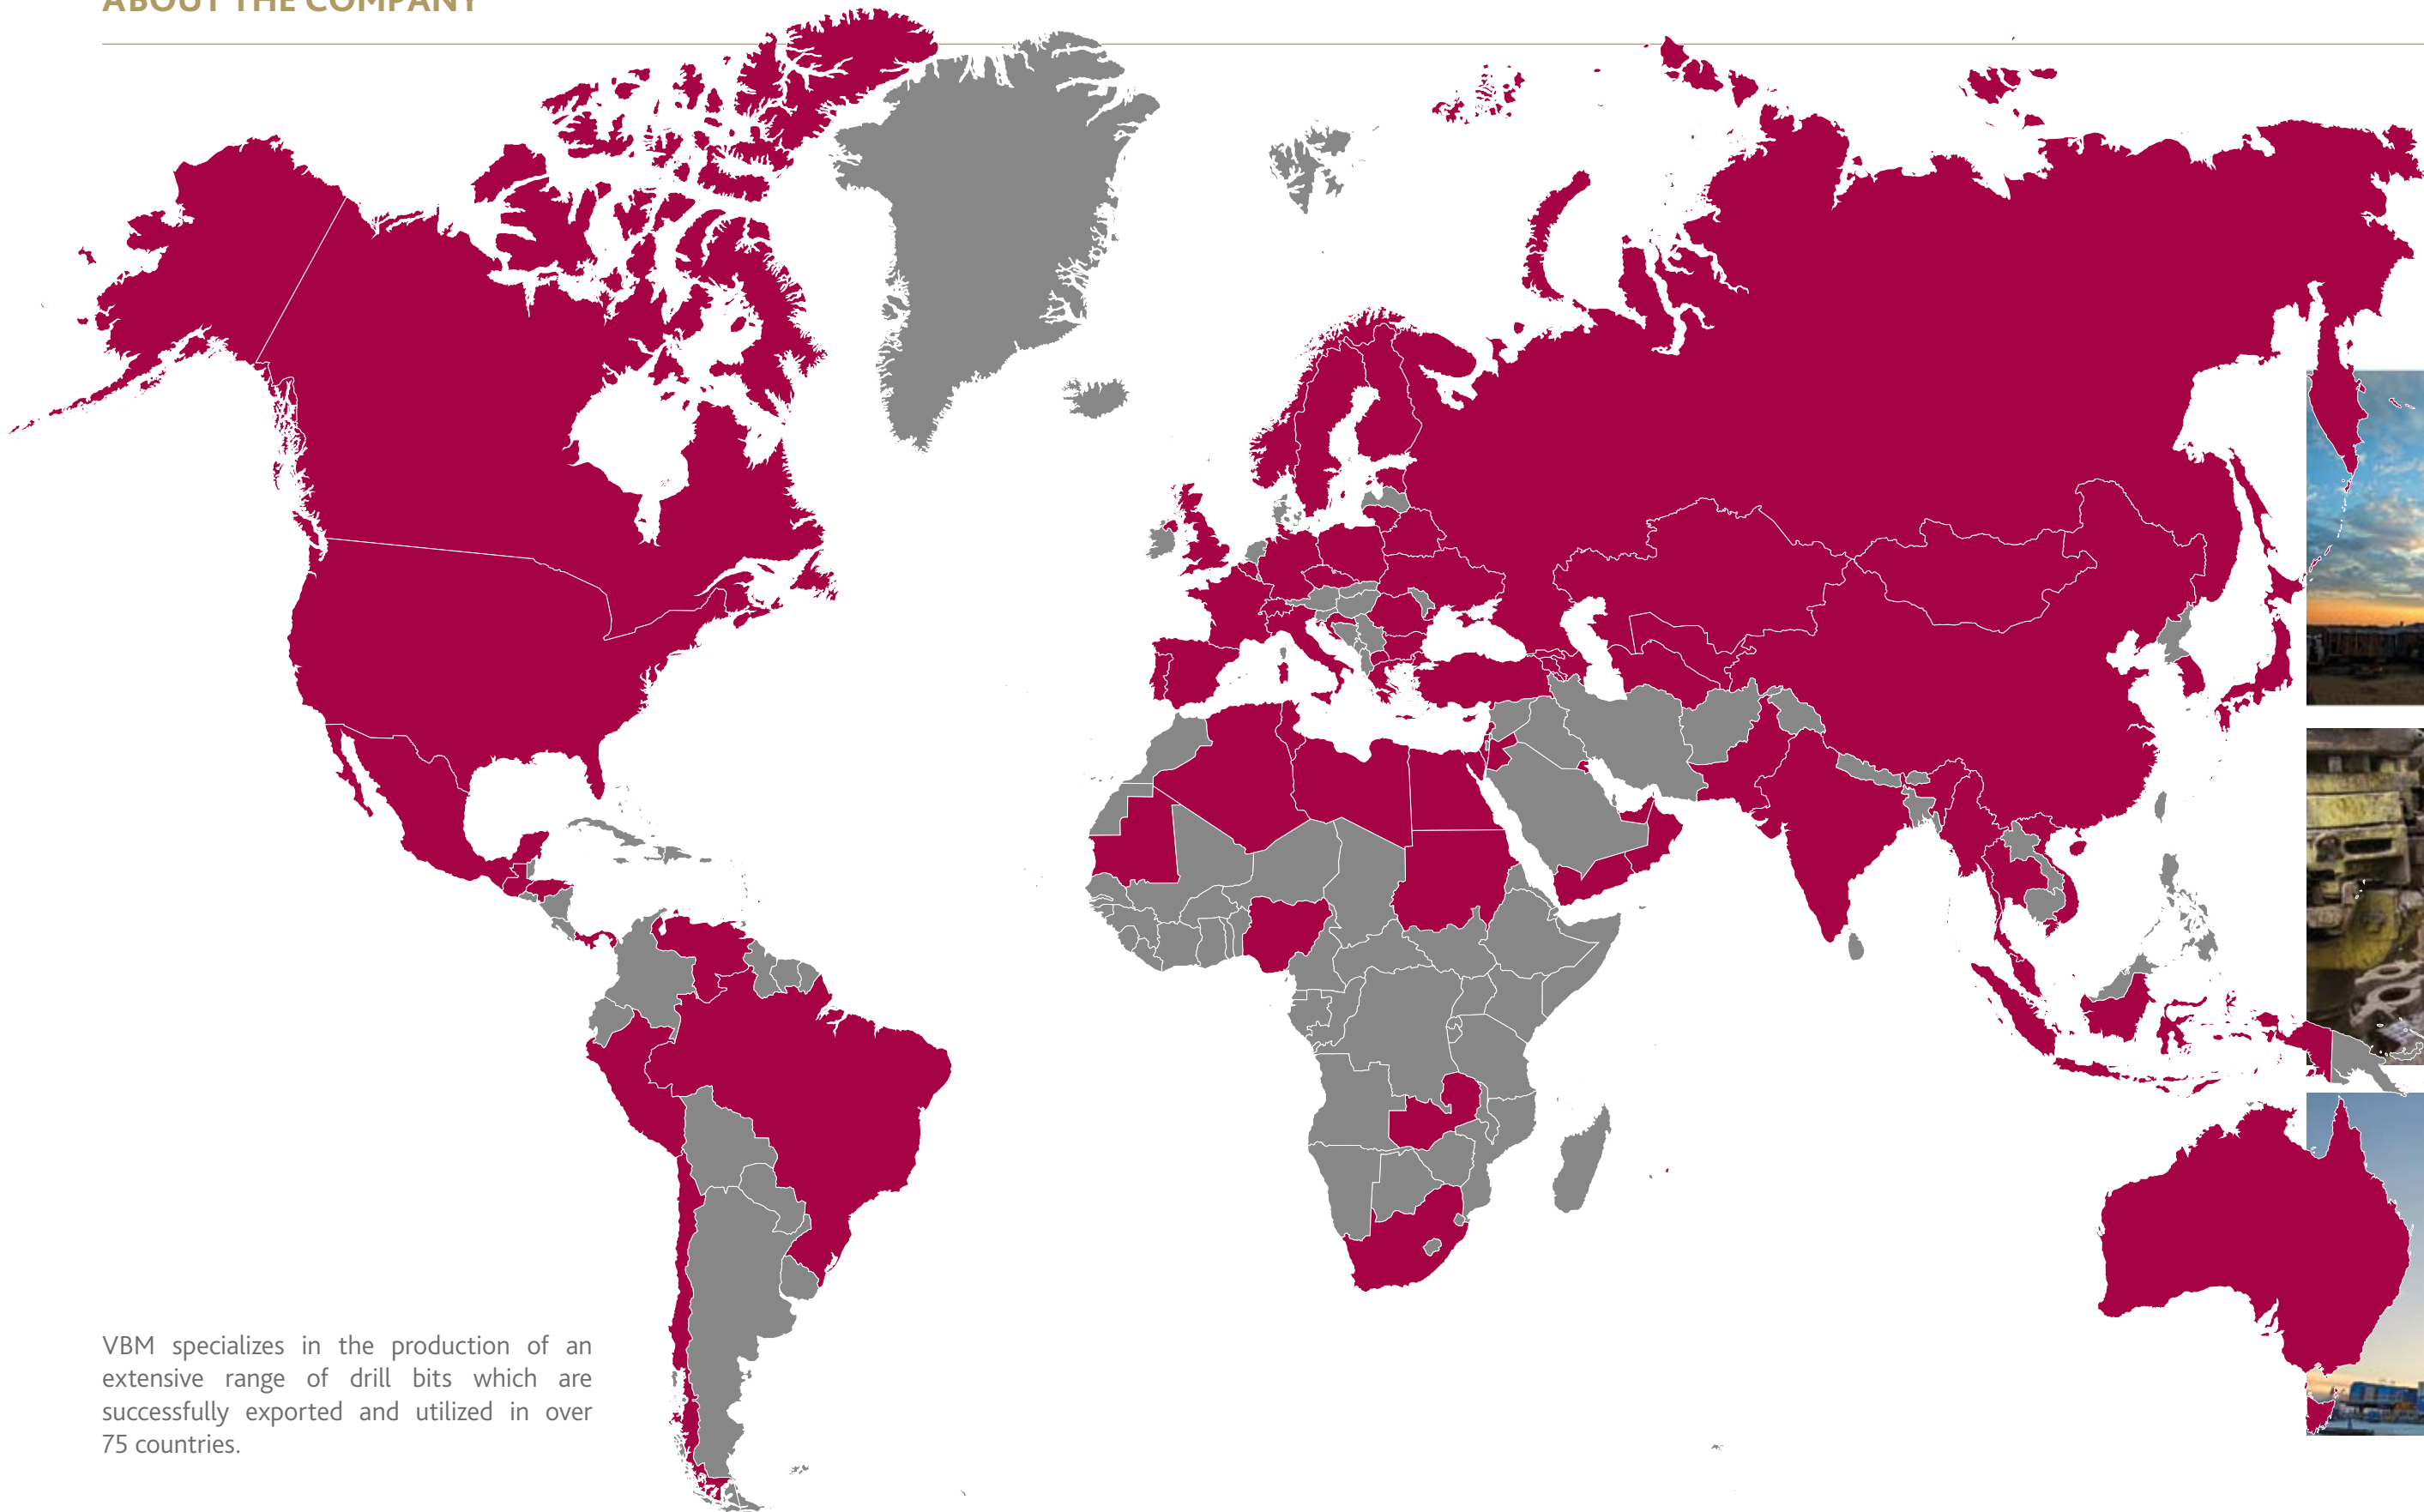 ABOUT THE COMPANY
VBM specializes in the production of an
extensive range of drill bits which are
successfully exported and utilized in over
75 countries.